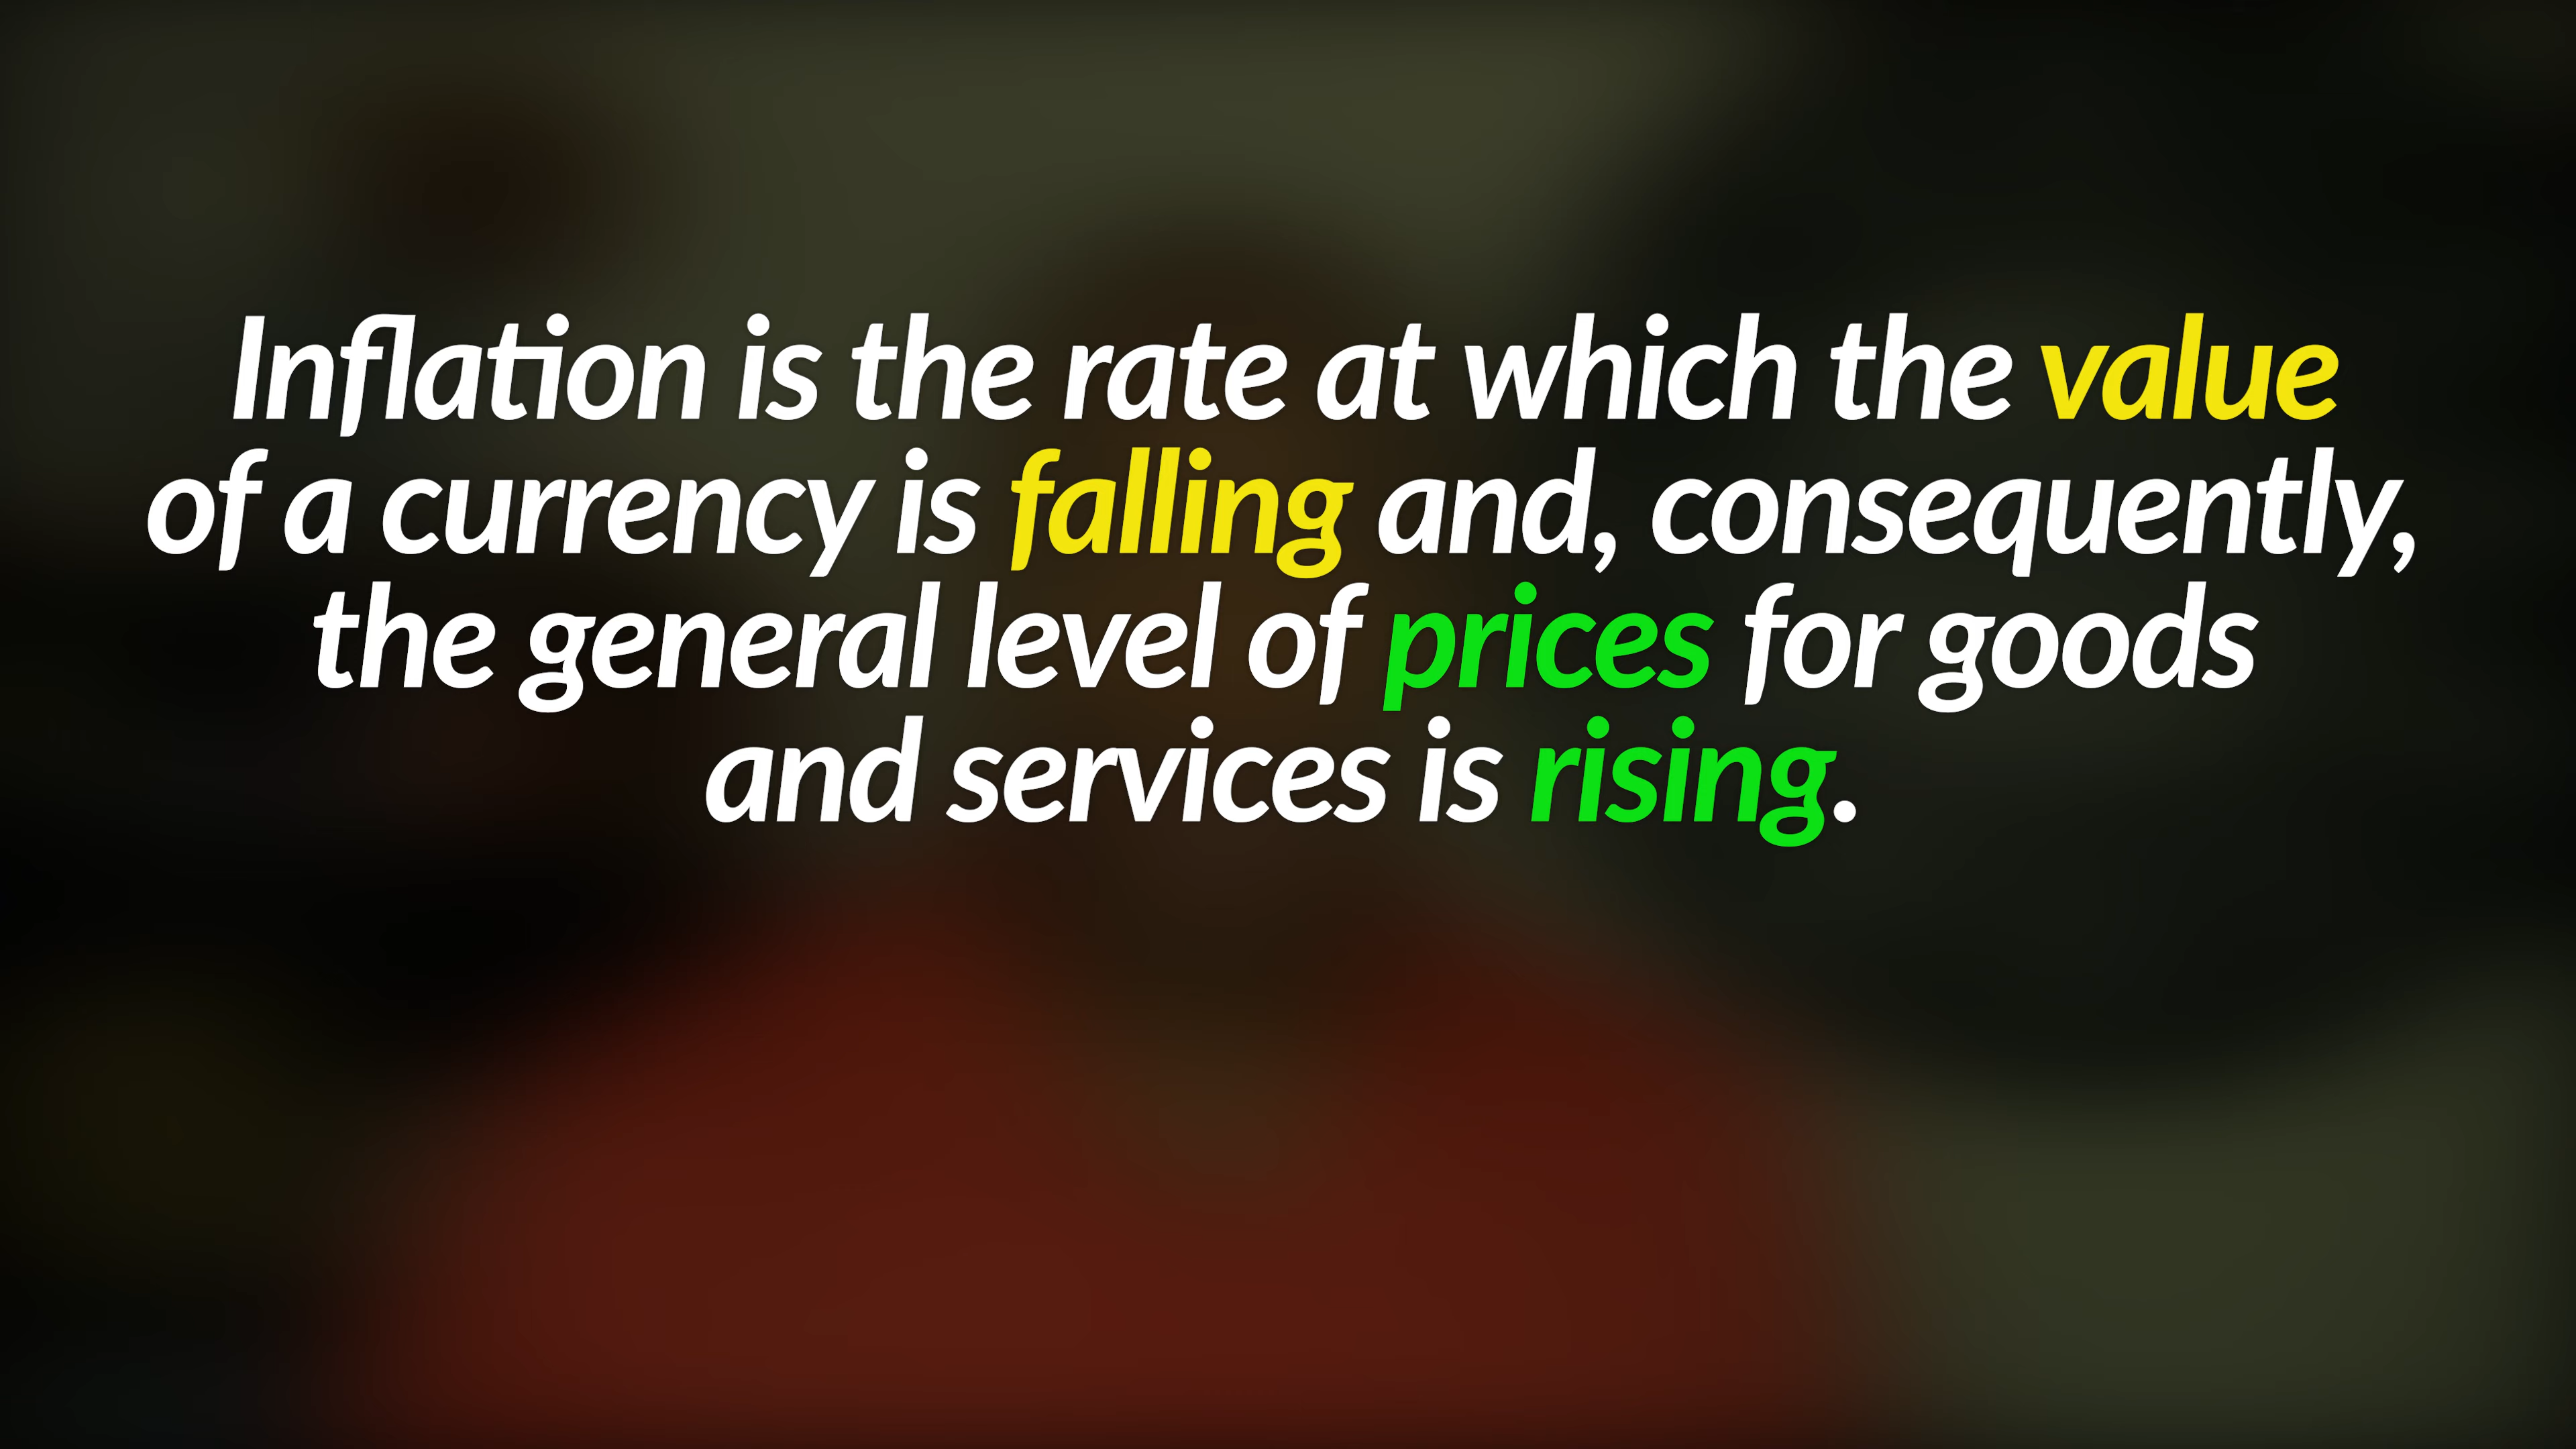 Inflation is the rate at which the value
of a currency is falling and, consequently,
the general level of prices for goods
and services is rising.